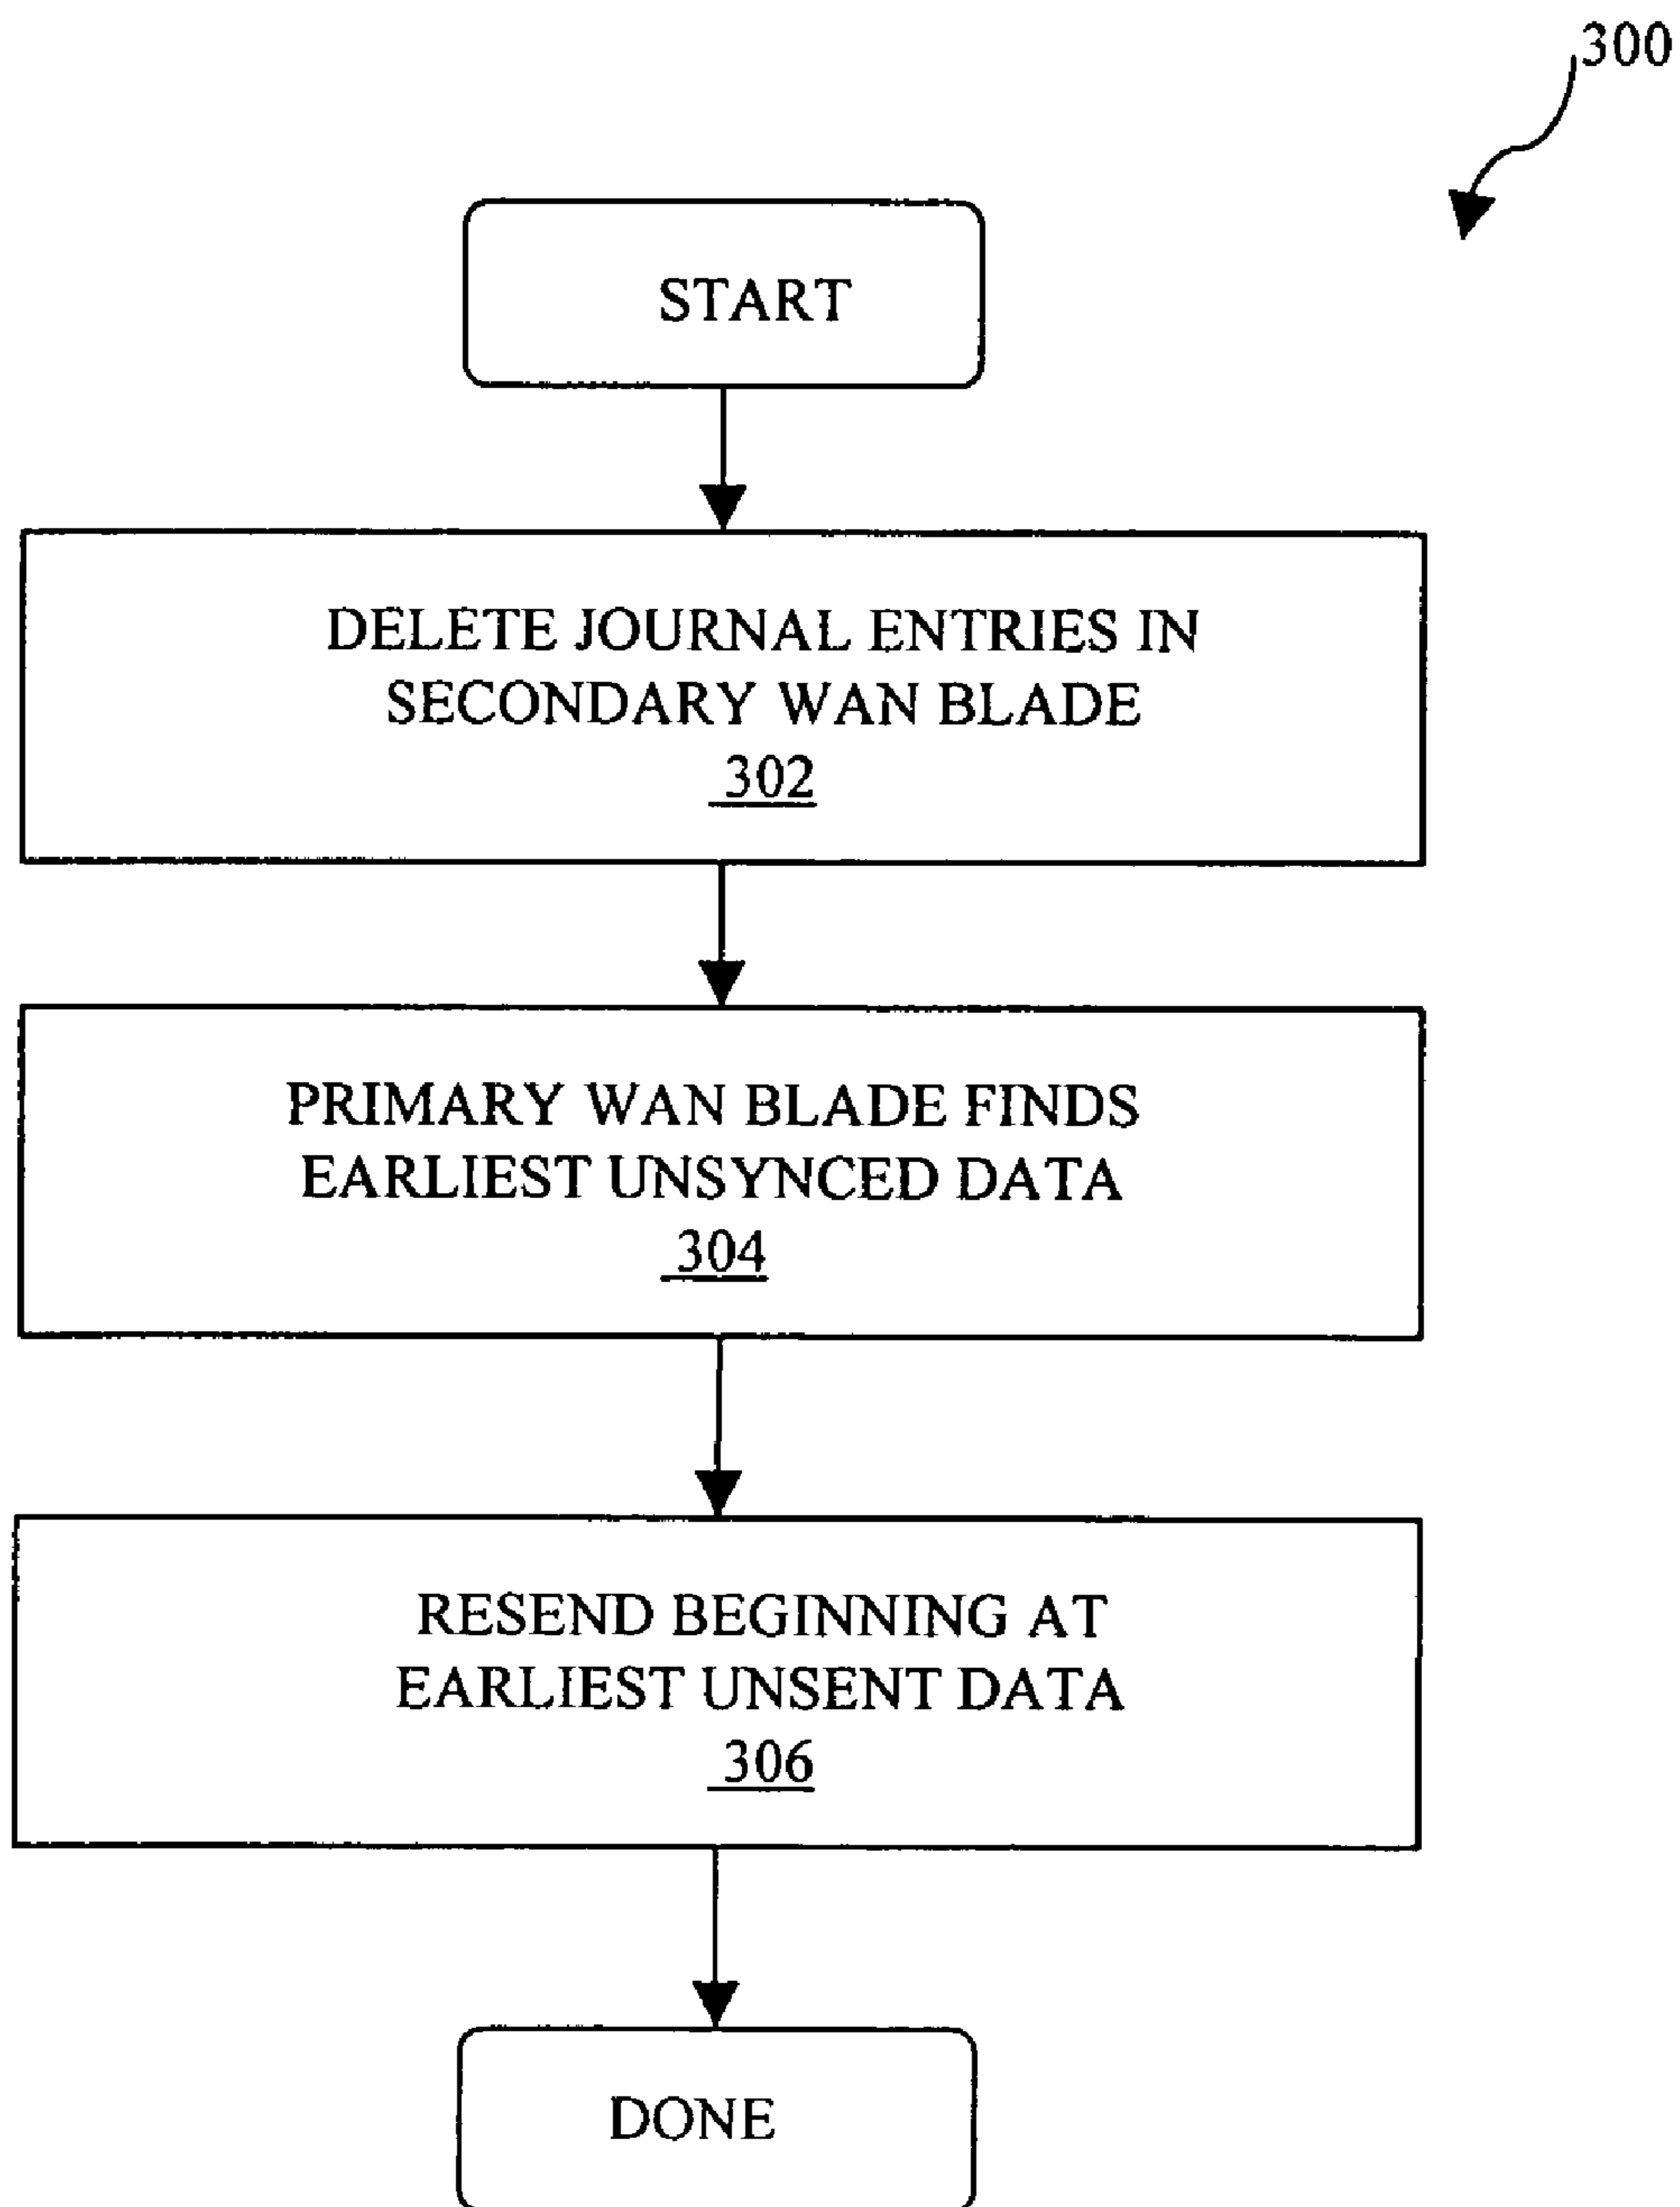 300
START
DELETE JOURNAL ENTRIES IN
SECONDARY WAN BLADE
302
PRIMARY WAN BLADE FINDS
EARLIEST UNSYNCED DATA
304
RESEND BEGINNING AT
EARLIEST UNSENT DATA
306
DONE